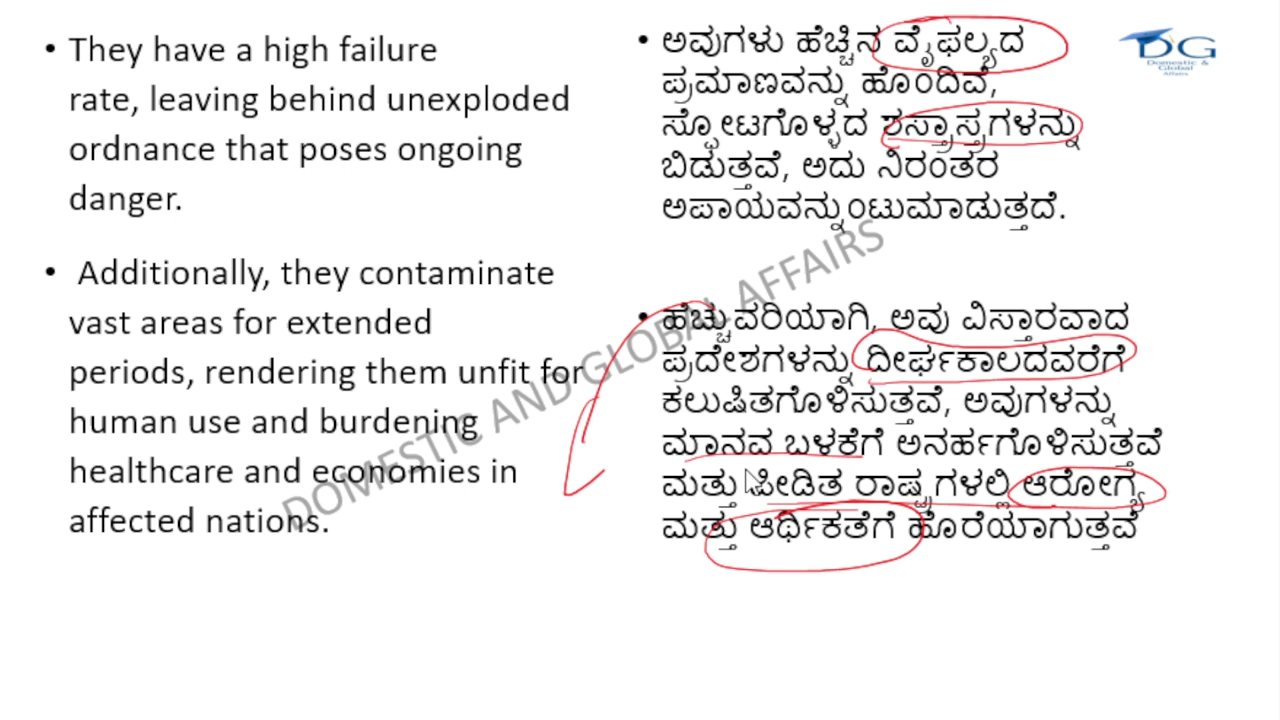 • They have a high failure
rate, leaving behind unexploded
ordnance that poses ongoing
danger.
• Additionally, they contaminate
vast areas for extended
periods, rendering them unfit for
human use and burdening
healthcare and economies in
affected nations.
• ಅವುಗಳು ಹೆಚ್ಚಿನ ವೈಫಲ್ಯದ
ಪ್ರಮಾಣವನ್ನು ಹೊಂದಿವೆ,
ಸ್ಫೋಟಗೊಳ್ಳದ ಶಸ್ತ್ರಾಸ್ತ್ರಗಳನ್ನು
ಬಿಡುತ್ತವೆ, ಅದು ನಿರಂತರ
ಅಪಾಯವನ್ನುಂಟುಮಾಡುತ್ತದೆ.
• ಹೆಚ್ಚುವರಿಯಾಗಿ, ಅವು ವಿಸ್ತಾರವಾದ
ಪ್ರದೇಶಗಳನ್ನು ದೀರ್ಘಕಾಲದವರೆಗೆ
ಕಲುಷಿತಗೊಳಿಸುತ್ತವೆ, ಅವುಗಳನ್ನು
ಮಾನವ ಬಳಕೆಗೆ ಅನರ್ಹಗೊಳಿಸುತ್ತವೆ
ಮತ್ತು ಪೀಡಿತ ರಾಷ್ಟ್ರಗಳಲ್ಲಿ ಆರೋಗ್ಯ
ಮತ್ತು ಆರ್ಥಿಕತೆಗೆ ಹೊರೆಯಾಗುತ್ತವೆ
DOMESTIC AND GLOBAL AFFAIRS
DG
Domestic &
Global
Affairs